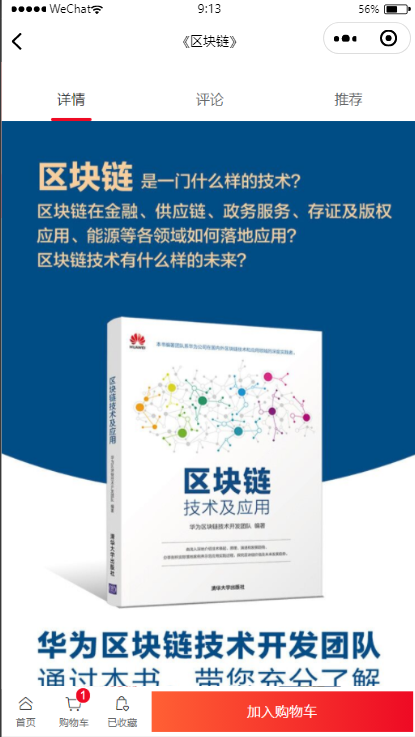 WeChat
9:13
56%
《区块链》
详情
评论
推荐
区块链 是一门什么样的技术?
区块链在金融、供应链、政务服务、存证及版权
应用、能源等各领域如何落地应用?
区块链技术有什么样的未来?
HUAWEI
区块链技术及应用
华为区块链技术开发团队 编著
清华大学出版社
区块链
技术及应用
华为区块链技术开发团队 编著
清华大学出版社
华为区块链技术开发团队
通过本书、带您充分了解
1
首页
购物车
已收藏
加入购物车